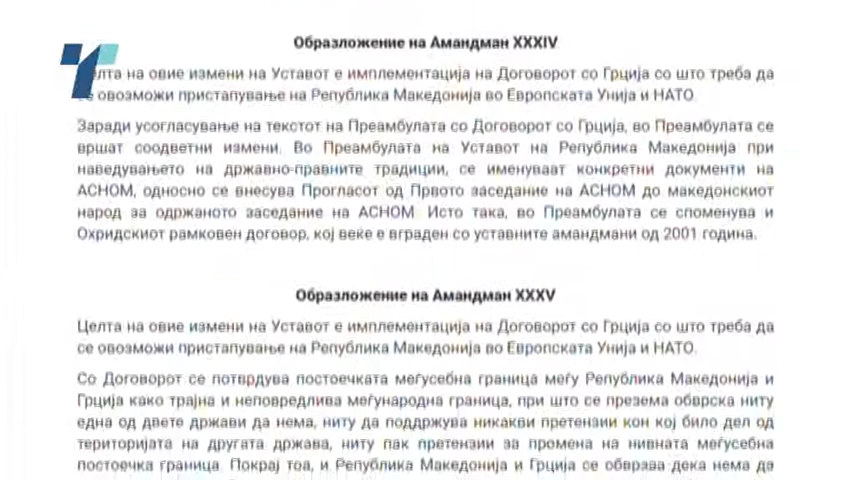 Образложение на Амандман XXXIV
Целта на овие измени на Уставот е имплементација на Договорот со Грција со што треба да
се овозможи пристапување на Република Македонија во Европската Унија и НАТО.
Заради усогласување на текстот на Преамбулата со Договорот со Грција, во Преамбулата се
вршат соодветни измени. Во Преамбулата на Уставот на Република Македонија при
наведувањето на државно-правните традиции, се именуваат конкретни документи на
АСНОМ, односно се внесува Прогласот од Првото заседание на АСНОМ до македонскиот
народ за одржаното заседание на АСНОМ. Исто така, во Преамбулата се споменува и
Охридскиот рамковен договор, кој веќе е вграден со уставните амандмани од 2001 година.
Образложение на Амандман XXXV
Целта на овие измени на Уставот е имплементација на Договорот со Грција со што треба да
се овозможи пристапување на Република Македонија во Европската Унија и НАТО.
Со Договорот се потврдува постоечката меѓусебна граница меѓу Република Македонија и
Грција како трајна и неповредлива меѓународна граница, при што се презема обврска ниту
една од двете држави да нема, ниту да поддржува никакви претензии кон кој било дел од
територијата на другата држава, ниту пак претензии за промена на нивната меѓусебна
постоечка граница. Покрај тоа, и Република Македонија и Грција се обврзаа дека нема да